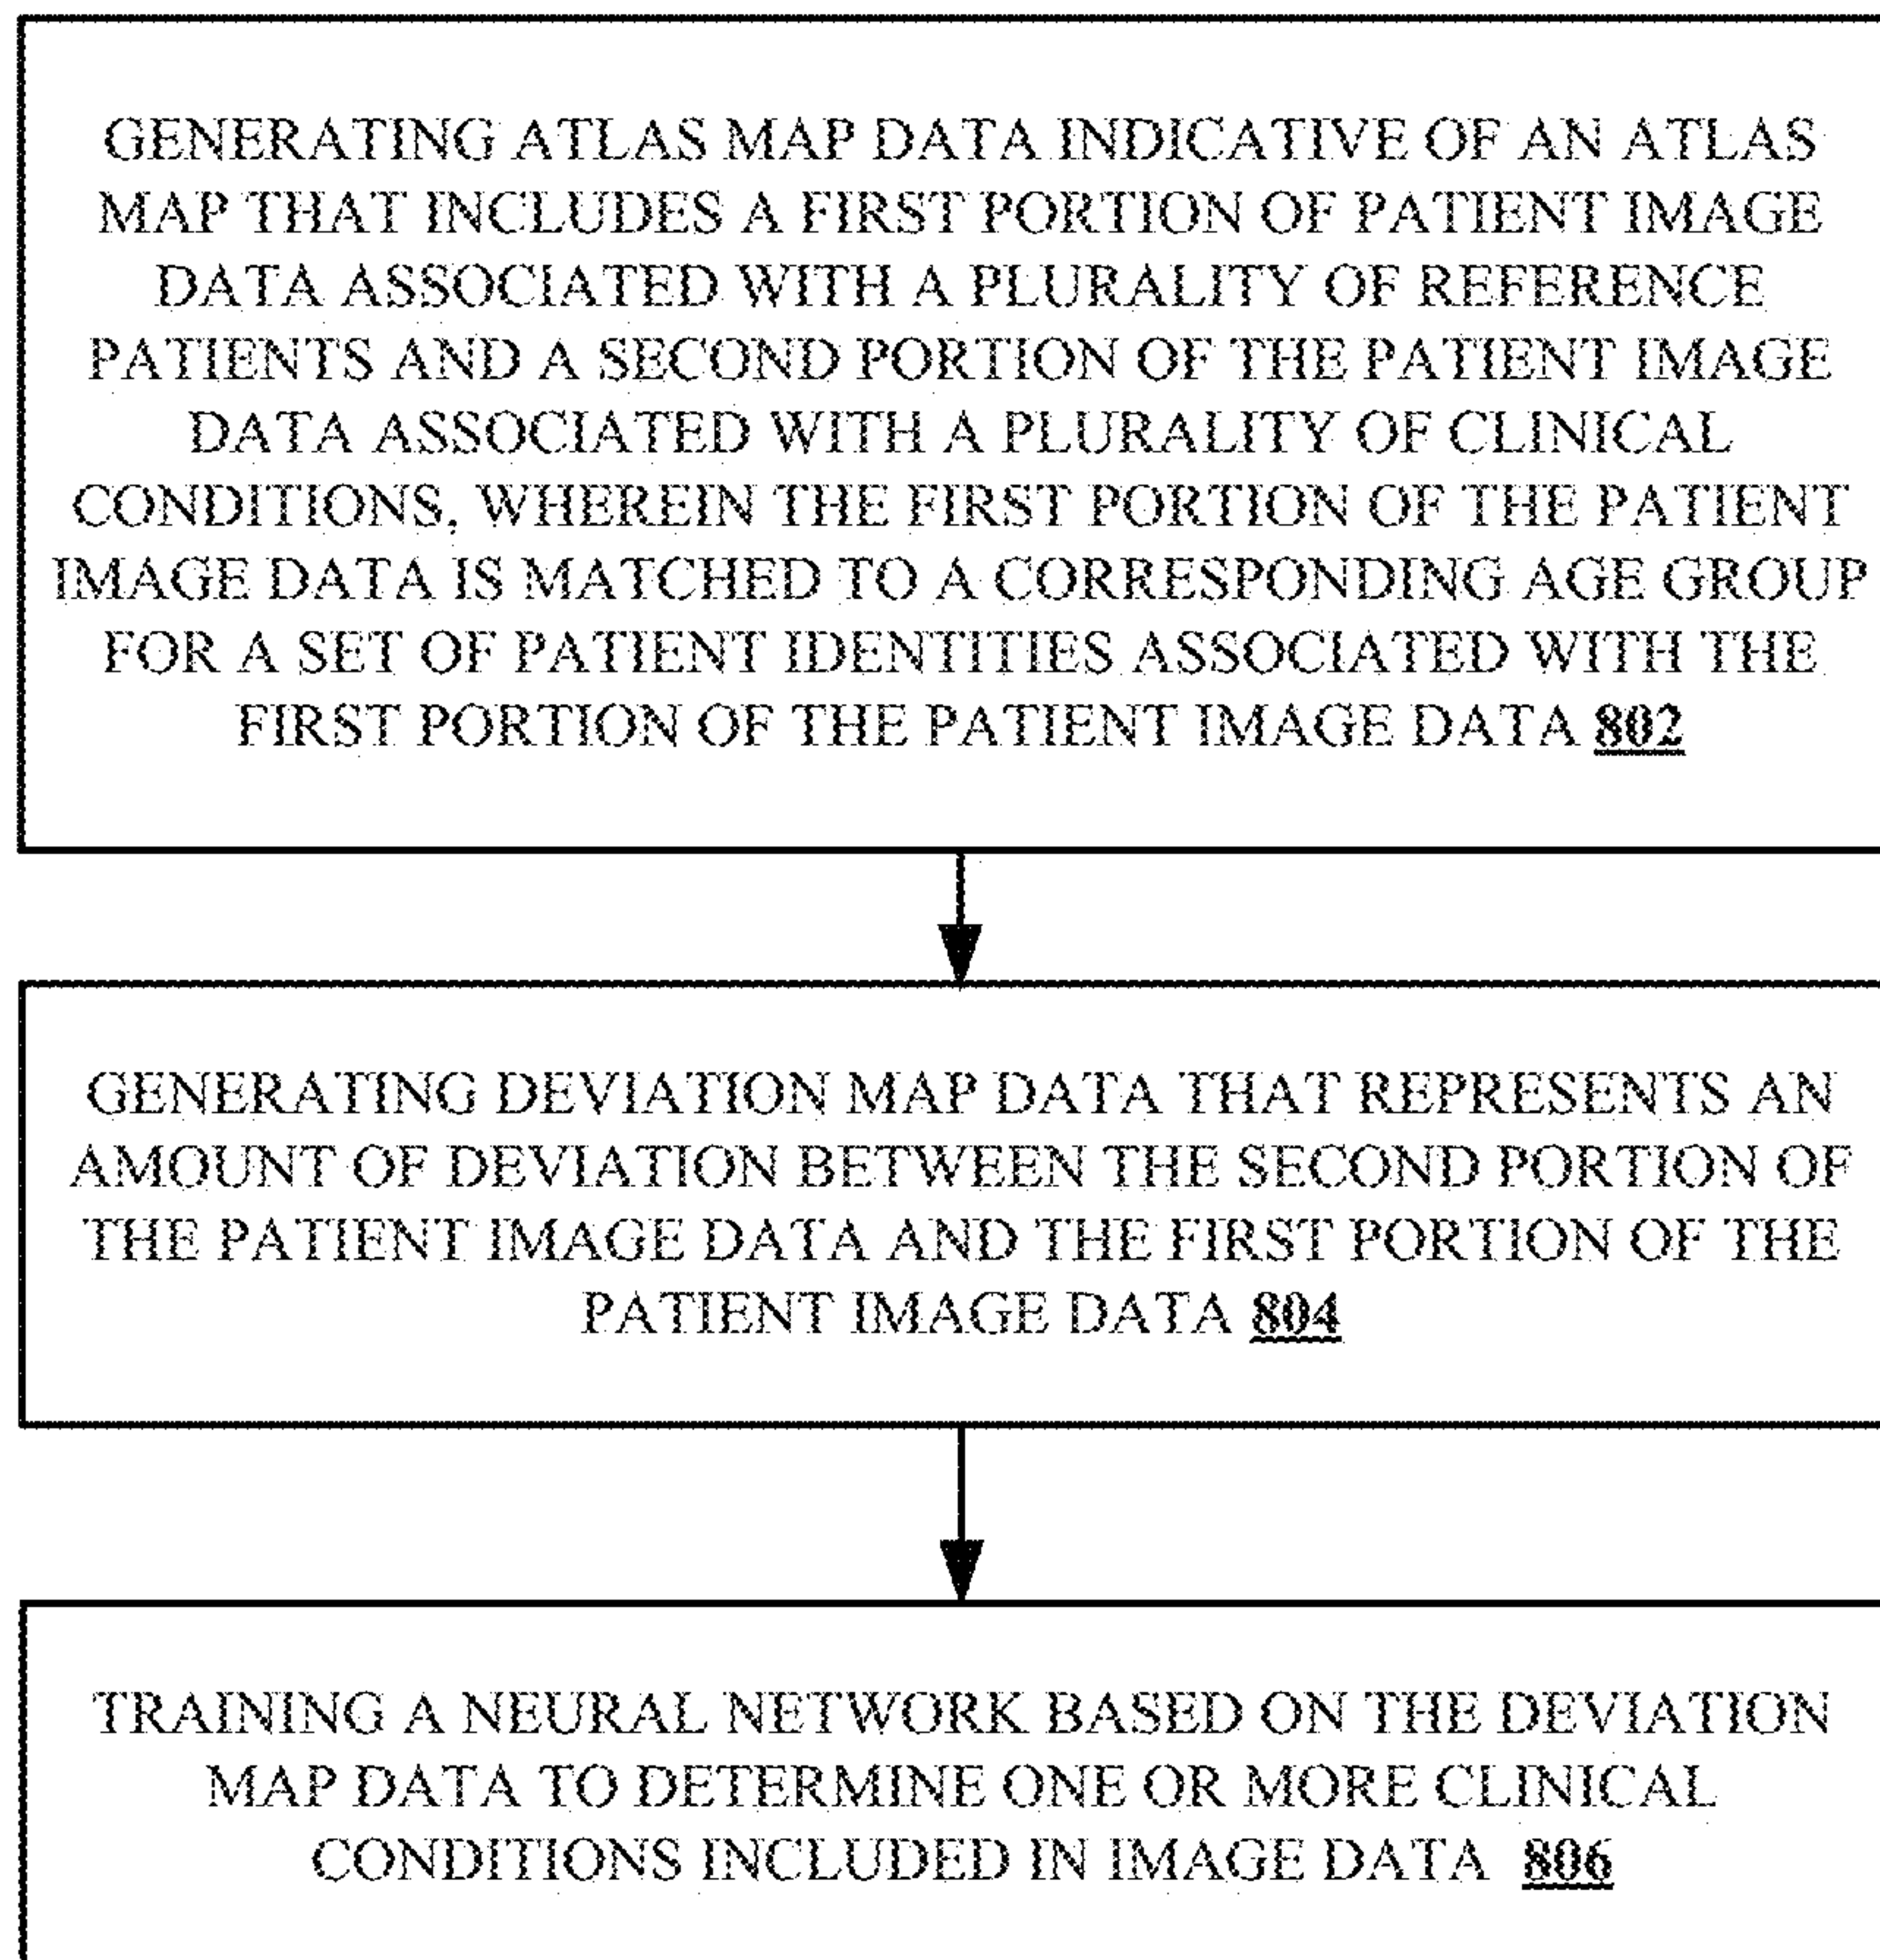 GENERATING ATLAS MAP DATA INDICATIVE OF AN ATLAS
MAP THAT INCLUDES A FIRST PORTION OF PATIENT IMAGE
DATA ASSOCIATED WITH A PLURALITY OF REFERENCE
PATIENTS AND A SECOND PORTION OF THE PATIENT IMAGE
DATA ASSOCIATED WITH A PLURALITY OF CLINICAL
CONDITIONS, WHEREIN THE FIRST PORTION OF THE PATIENT
IMAGE DATA IS MATCHED TO A CORRESPONDING AGE GROUP
FOR A SET OF PATIENT IDENTITIES ASSOCIATED WITH THE
FIRST PORTION OF THE PATIENT IMAGE DATA 802
GENERATING DEVIATION MAP DATA THAT REPRESENTS AN
AMOUNT OF DEVIATION BETWEEN THE SECOND PORTION OF
THE PATIENT IMAGE DATA AND THE FIRST PORTION OF THE
PATIENT IMAGE DATA 804
TRAINING A NEURAL NETWORK BASED ON THE DEVIATION
MAP DATA TO DETERMINE ONE OR MORE CLINICAL
CONDITIONS INCLUDED IN IMAGE DATA 806